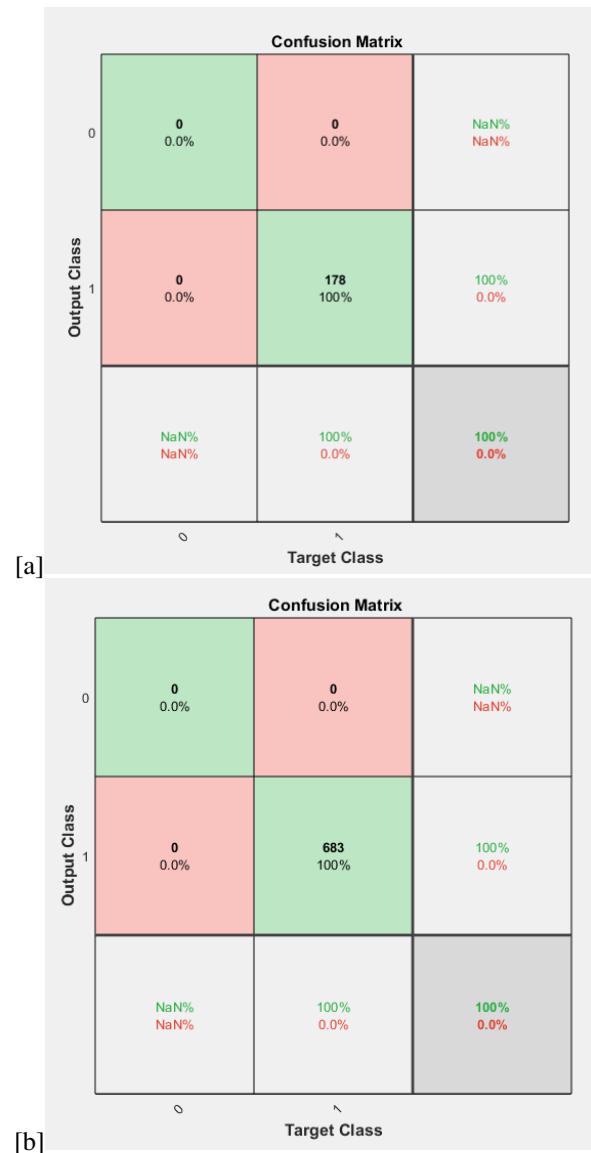 Confusion Matrix
0 0 NaN%
0 0.0% 0.0% NaN%
0 178 100%
1 0.0% 100% 0.0%
NaN% 100% 100%
NaN% 0.0% 0.0%
0 1
Output Class
Target Class
[a]
Confusion Matrix
0 0 NaN%
0 0.0% 0.0% NaN%
0 683 100%
1 0.0% 100% 0.0%
NaN% 100% 100%
NaN% 0.0% 0.0%
0 1
Output Class
Target Class
[b]